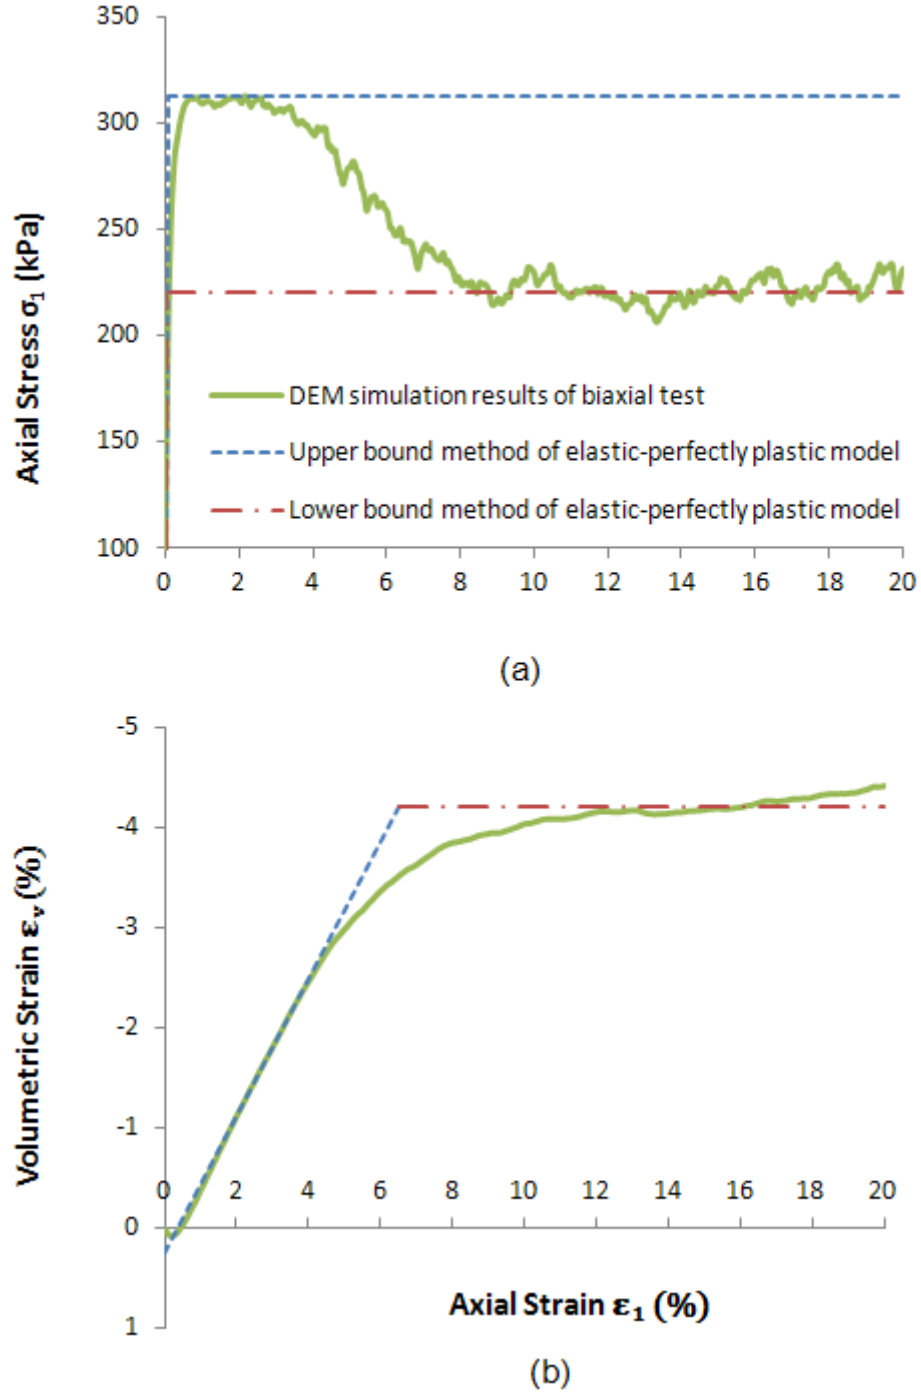 350
300
250
200
150
100
Axial Stress σ₁ (kPa)
DEM simulation results of biaxial test
Upper bound method of elastic-perfectly plastic model
Lower bound method of elastic-perfectly plastic model
0 2 4 6 8 10 12 14 16 18 20
(a)
-5
-4
-3
-2
-1
0
1
Volumetric Strain εᵥ (%)
0 2 4 6 8 10 12 14 16 18 20
Axial Strain ε₁ (%)
(b)